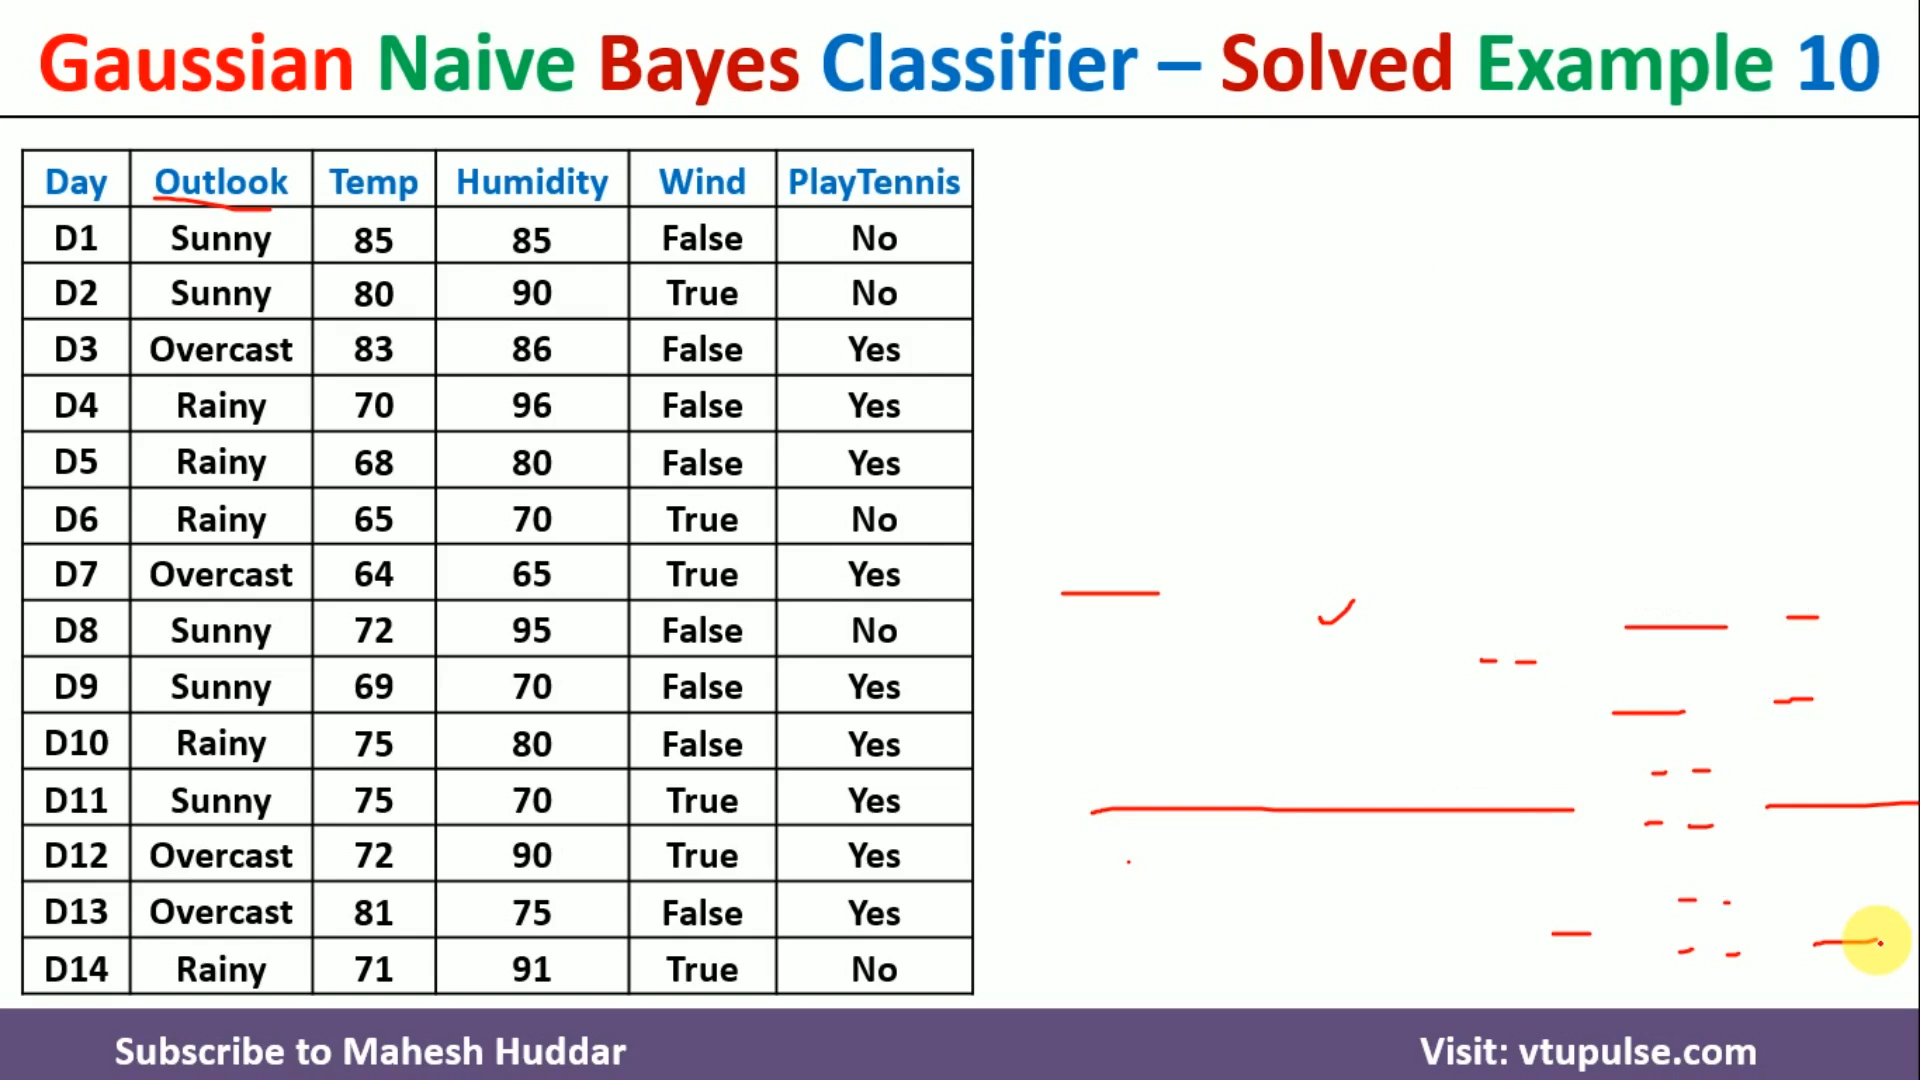 Gaussian Naive Bayes Classifier – Solved Example 10
Day Outlook Temp Humidity Wind PlayTennis
D1 Sunny 85 85 False No
D2 Sunny 80 90 True No
D3 Overcast 83 86 False Yes
D4 Rainy 70 96 False Yes
D5 Rainy 68 80 False Yes
D6 Rainy 65 70 True No
D7 Overcast 64 65 True Yes
D8 Sunny 72 95 False No
D9 Sunny 69 70 False Yes
D10 Rainy 75 80 False Yes
D11 Sunny 75 70 True Yes
D12 Overcast 72 90 True Yes
D13 Overcast 81 75 False Yes
D14 Rainy 71 91 True No
Subscribe to Mahesh Huddar
Visit: vtupulse.com